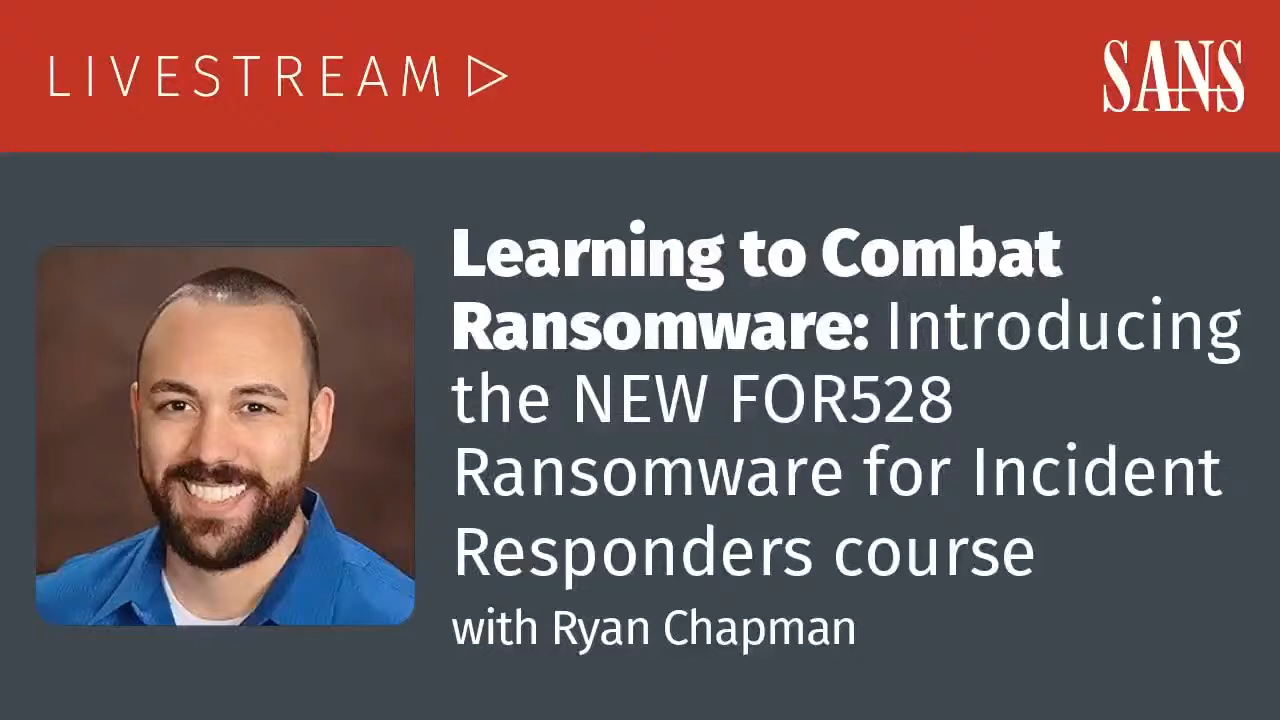 LIVESTREAM
SANS
Learning to Combat
Ransomware: Introducing
the NEW FOR528
Ransomware for Incident
Responders course
with Ryan Chapman